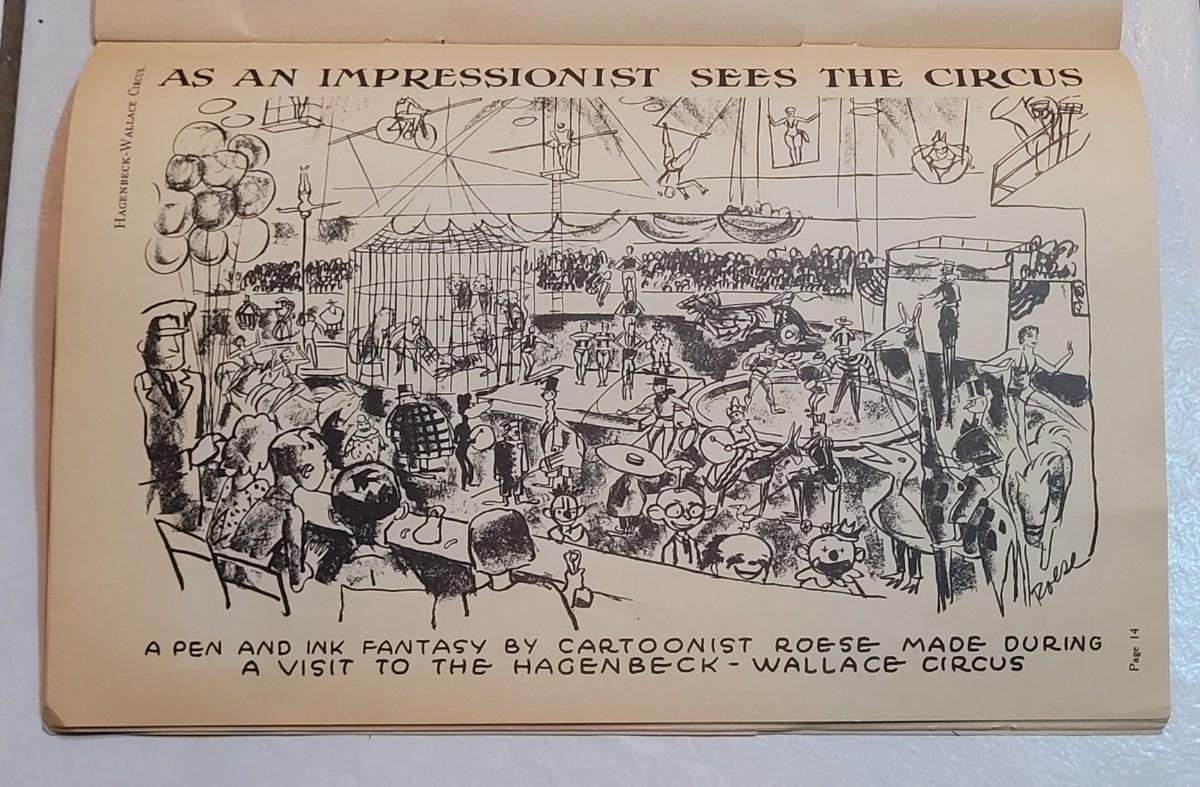 HAGENBECK-WALLACE CIRCUS
AS AN IMPRESSIONIST SEES THE CIRCUS
Roese
A PEN AND INK FANTASY BY CARTOONIST ROESE MADE DURING
A VISIT TO THE HAGENBECK-WALLACE CIRCUS
Page 14